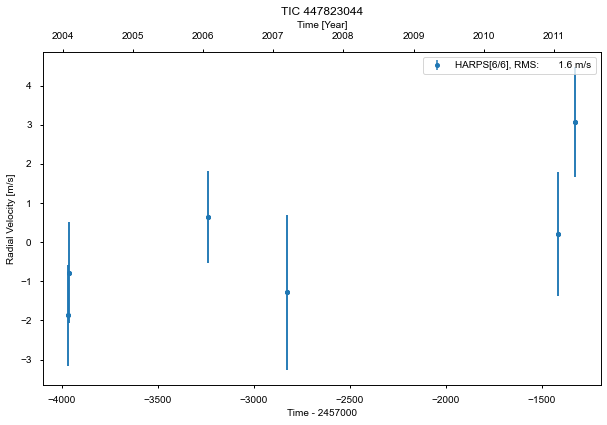 TIC 447823044
Time [Year]
2004 2005 2006 2007 2008 2009 2010 2011
HARPS[6/6], RMS: 1.6 m/s
Radial Velocity [m/s]
4
3
2
1
0
−1
−2
−3
−4000 −3500 −3000 −2500 −2000 −1500
Time - 2457000